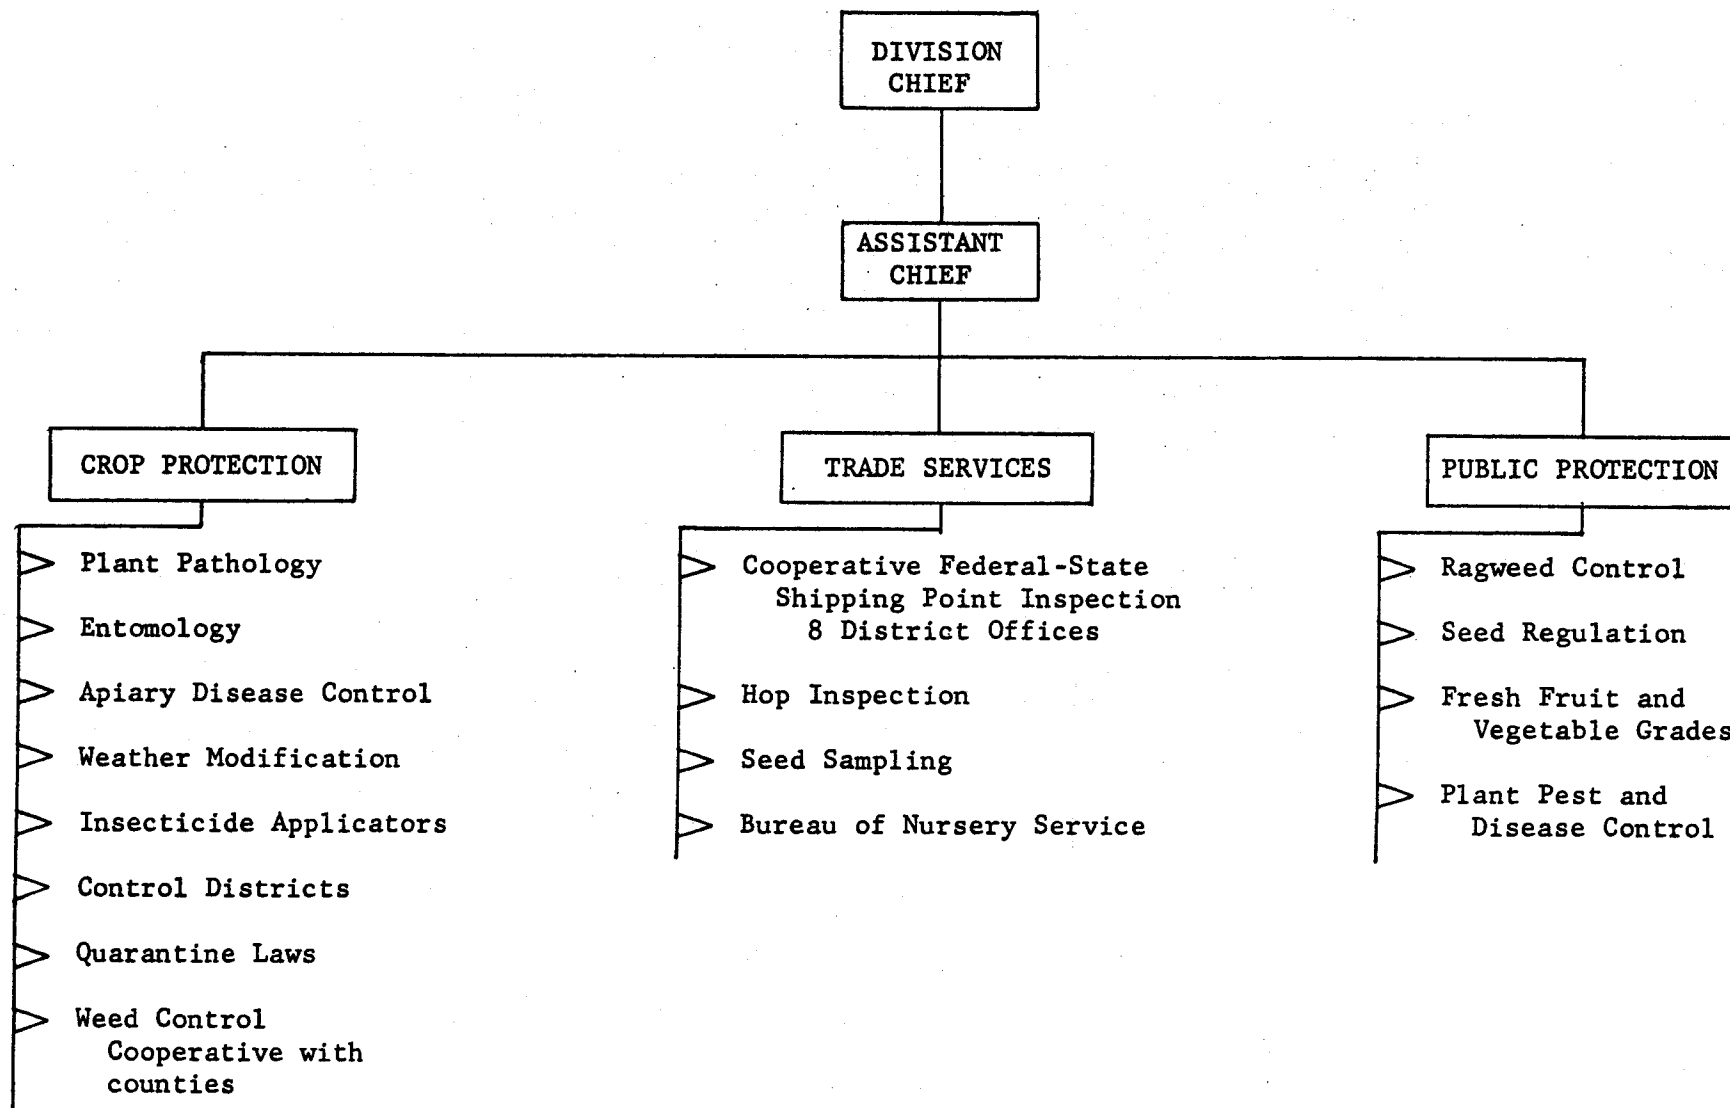 DIVISION
CHIEF
ASSISTANT
CHIEF
CROP PROTECTION
Plant Pathology
Entomology
Apiary Disease Control
Weather Modification
Insecticide Applicators
Control Districts
Quarantine Laws
Weed Control
Cooperative with
counties
TRADE SERVICES
Cooperative Federal-State
Shipping Point Inspection
8 District Offices
Hop Inspection
Seed Sampling
Bureau of Nursery Service
PUBLIC PROTECTION
Ragweed Control
Seed Regulation
Fresh Fruit and
Vegetable Grades
Plant Pest and
Disease Control